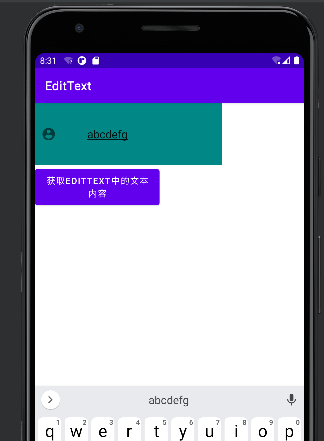 8:31
EditText
abcdefg
获取EDITTEXT中的文本
内容
abcdefg
1 2 3 4 5 6 7 8 9 0
q w e r t y u i o p